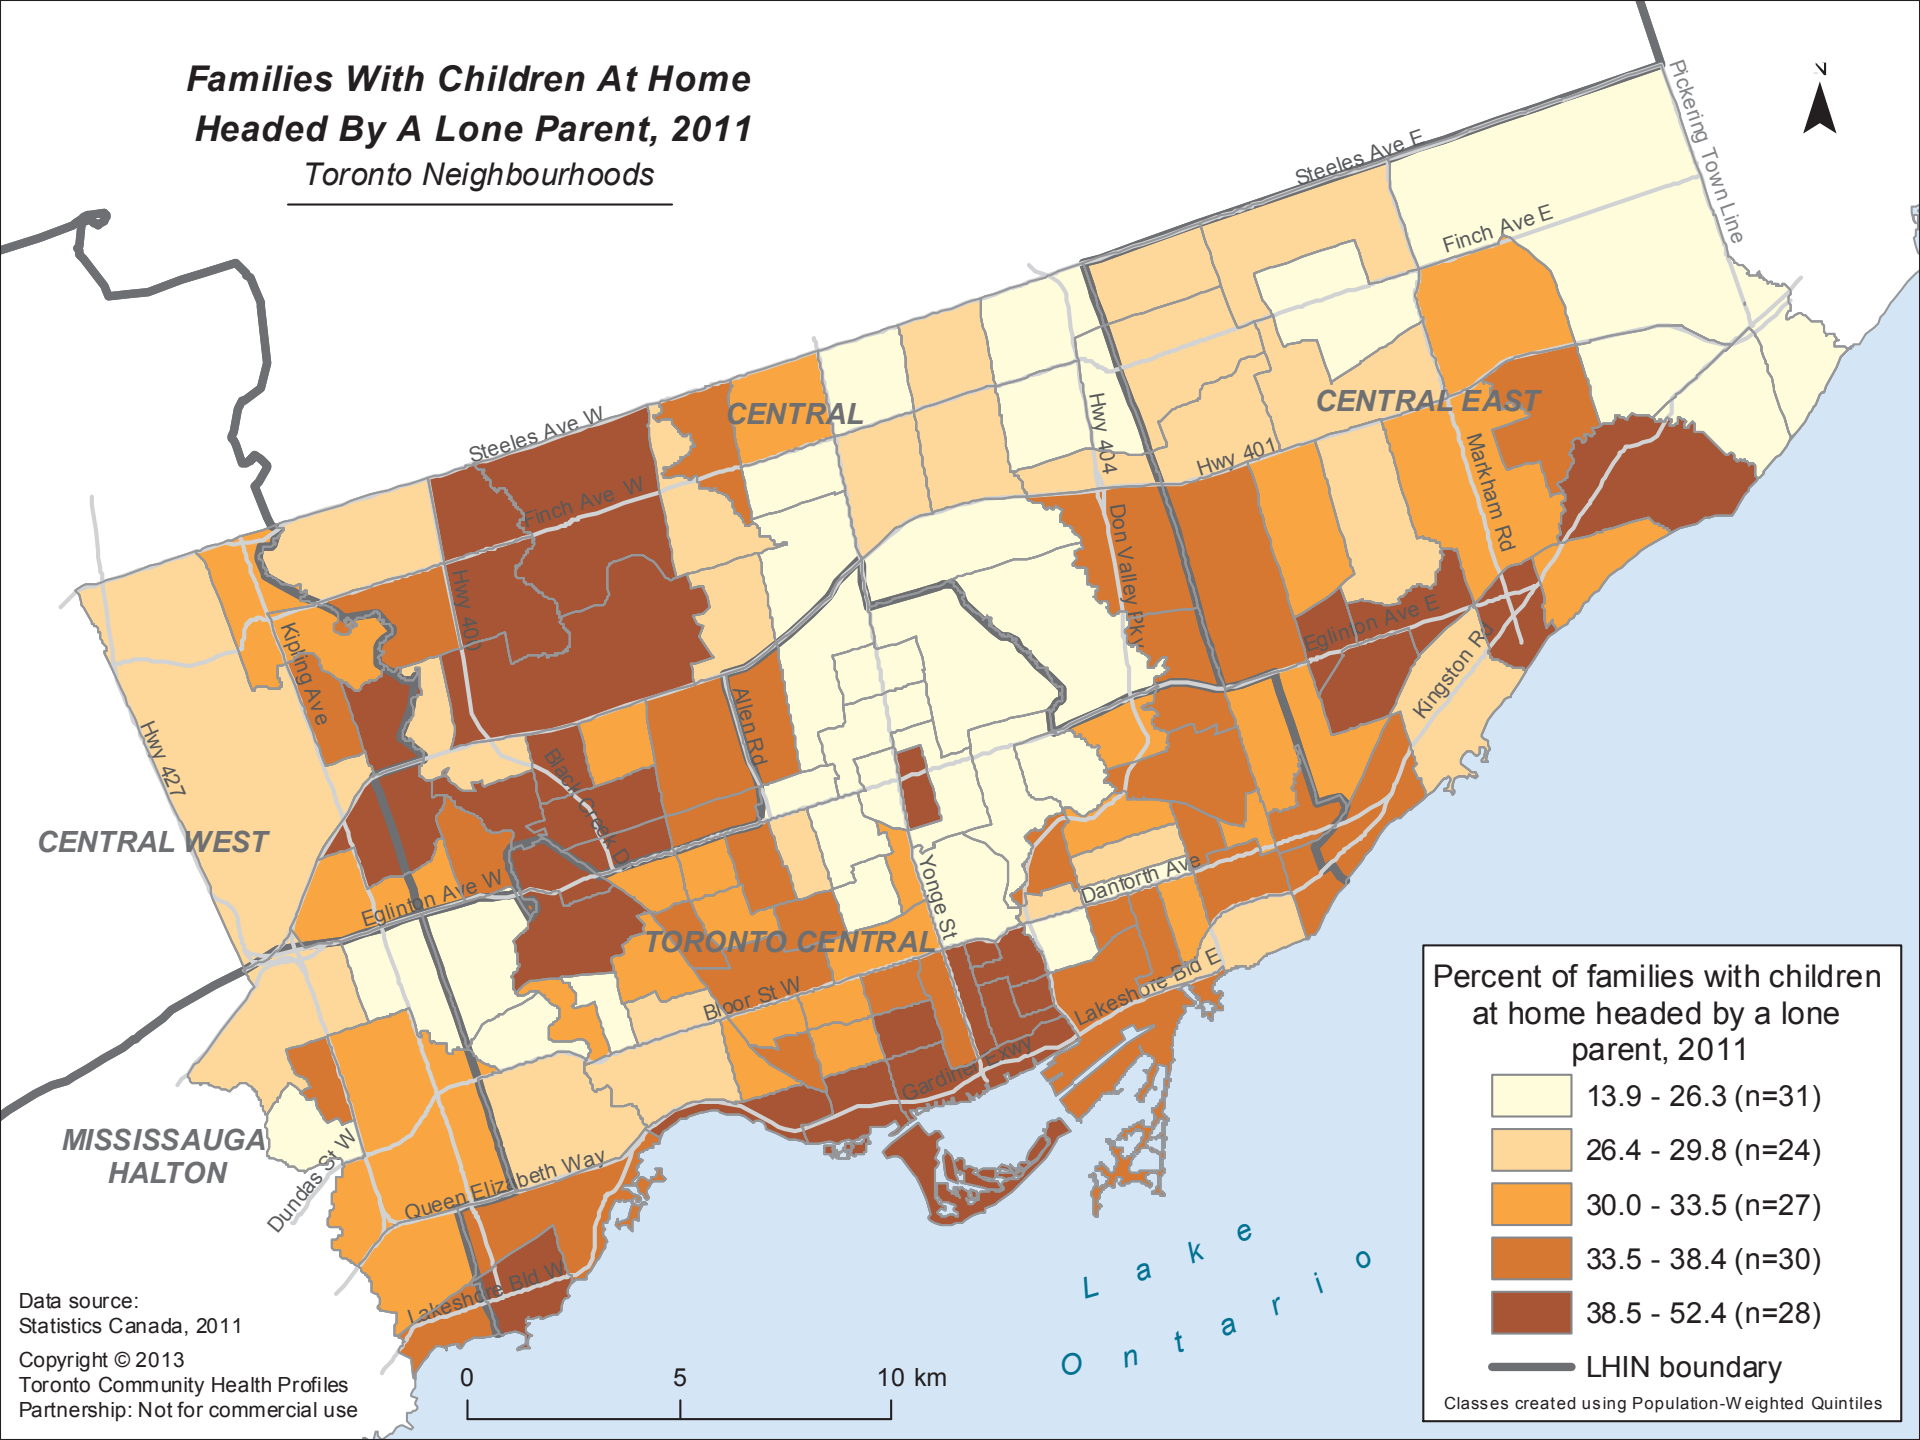 Families With Children At Home
Headed By A Lone Parent, 2011
Toronto Neighbourhoods
N
Pickering Town Line
Steeles Ave E
Finch Ave E
CENTRAL EAST
Hwy 404
Hwy 401
Markham Rd
CENTRAL
Steeles Ave W
Finch Ave W
Don Valley Pky
Hwy 400
Kipling Ave
Eglinton Ave E
Kingston Rd
Allen Rd
Hwy 427
Black Creek D
CENTRAL WEST
Yonge St
Danforth Ave
Eglinton Ave W
TORONTO CENTRAL
Bloor St W
Lakeshore Bld E
Gardiner Exwy
MISSISSAUGA
HALTON
Dundas St W
Queen Elizabeth Way
Lakeshore Bld W
Lake
Ontario
Percent of families with children
at home headed by a lone
parent, 2011
13.9 - 26.3 (n=31)
26.4 - 29.8 (n=24)
30.0 - 33.5 (n=27)
33.5 - 38.4 (n=30)
38.5 - 52.4 (n=28)
LHIN boundary
Classes created using Population-Weighted Quintiles
Data source:
Statistics Canada, 2011
Copyright © 2013
Toronto Community Health Profiles
Partnership: Not for commercial use
0 5 10 km